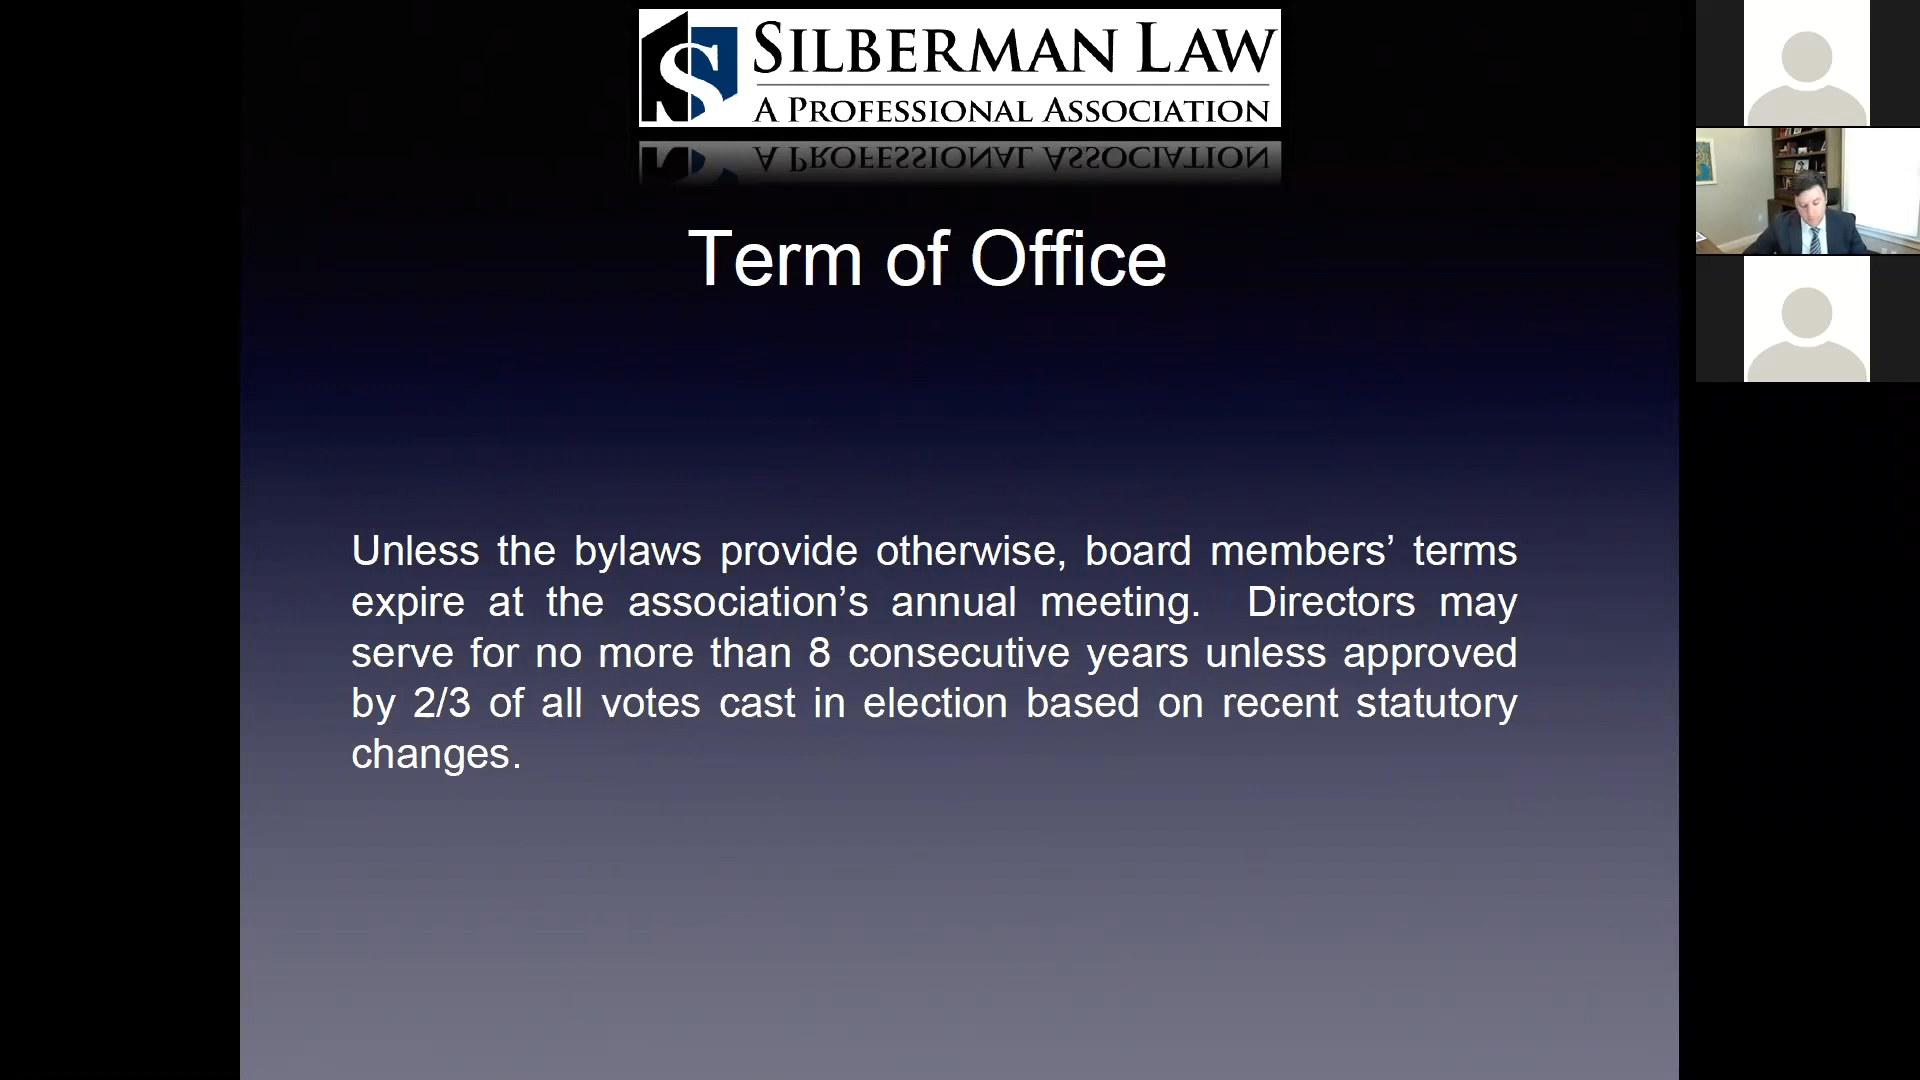 SILBERMAN LAW
A PROFESSIONAL ASSOCIATION
Term of Office
Unless the bylaws provide otherwise, board members’ terms
expire at the association’s annual meeting. Directors may
serve for no more than 8 consecutive years unless approved
by 2/3 of all votes cast in election based on recent statutory
changes.